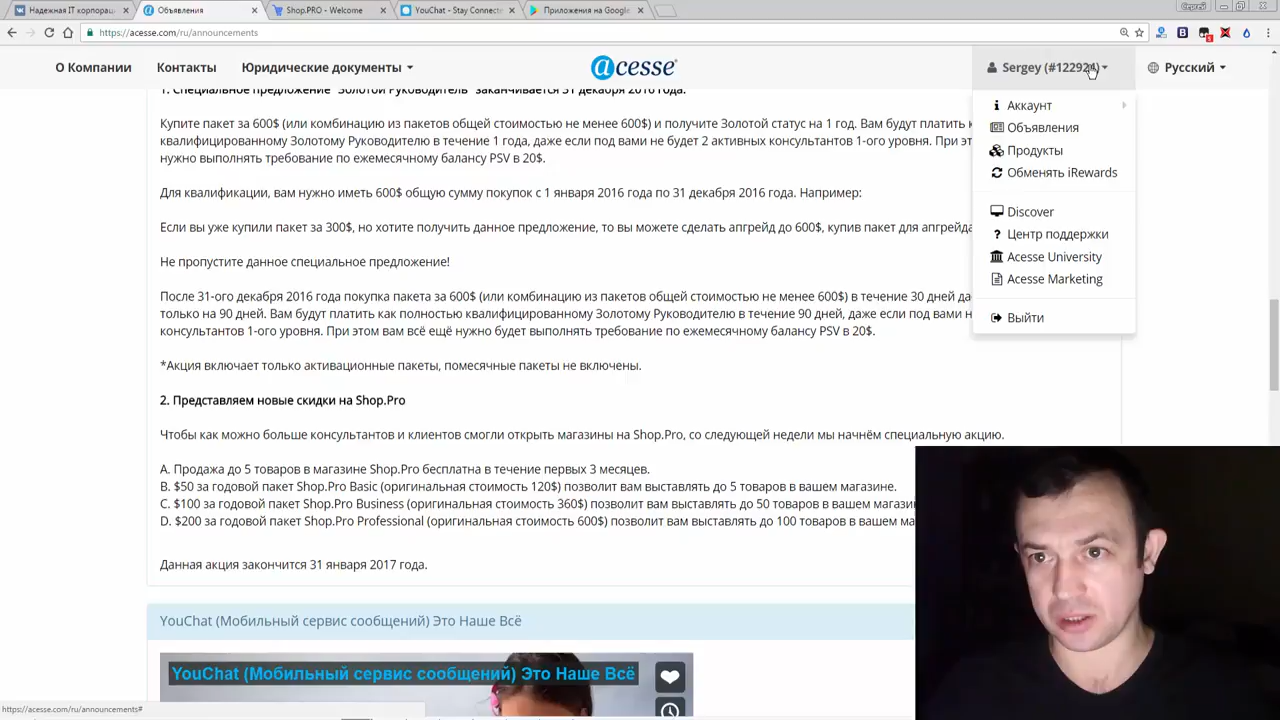 Надежная IT корпорац
Объявления
Shop.PRO - Welcome
YouChat - Stay Connecte
Приложения на Google
Сергей
https://acesse.com/ru/announcements
О Компании
Контакты
Юридические документы
acesse
Sergey (#122924)
Русский
Аккаунт
Объявления
Продукты
Обменять iRewards
Discover
Центр поддержки
Acesse University
Acesse Marketing
Выйти
1. Специальное предложение "Золотой Руководитель" заканчивается 31 декабря 2016 года.
Купите пакет за 600$ (или комбинацию из пакетов общей стоимостью не менее 600$) и получите Золотой статус на 1 год. Вам будут платить к
квалифицированному Золотому Руководителю в течение 1 года, даже если под вами не будет 2 активных консультантов 1-ого уровня. При эт
нужно выполнять требование по ежемесячному балансу PSV в 20$.
Для квалификации, вам нужно иметь 600$ общую сумму покупок с 1 января 2016 года по 31 декабря 2016 года. Например:
Если вы уже купили пакет за 300$, но хотите получить данное предложение, то вы можете сделать апгрейд до 600$, купив пакет для апгрейда
Не пропустите данное специальное предложение!
После 31-ого декабря 2016 года покупка пакета за 600$ (или комбинацию из пакетов общей стоимостью не менее 600$) в течение 30 дней да
только на 90 дней. Вам будут платить как полностью квалифицированному Золотому Руководителю в течение 90 дней, даже если под вами н
консультантов 1-ого уровня. При этом вам всё ещё нужно будет выполнять требование по ежемесячному балансу PSV в 20$.
*Акция включает только активационные пакеты, помесячные пакеты не включены.
2. Представляем новые скидки на Shop.Pro
Чтобы как можно больше консультантов и клиентов смогли открыть магазины на Shop.Pro, со следующей недели мы начнём специальную акцию.
A. Продажа до 5 товаров в магазине Shop.Pro бесплатна в течение первых 3 месяцев.
B. $50 за годовой пакет Shop.Pro Basic (оригинальная стоимость 120$) позволит вам выставлять до 5 товаров в вашем магазине.
C. $100 за годовой пакет Shop.Pro Business (оригинальная стоимость 360$) позволит вам выставлять до 50 товаров в вашем магази
D. $200 за годовой пакет Shop.Pro Professional (оригинальная стоимость 600$) позволит вам выставлять до 100 товаров в вашем ма
Данная акция закончится 31 января 2017 года.
YouChat (Мобильный сервис сообщений) Это Наше Всё
YouChat (Мобильный сервис сообщений) Это Наше Всё
https://acesse.com/ru/announcements#